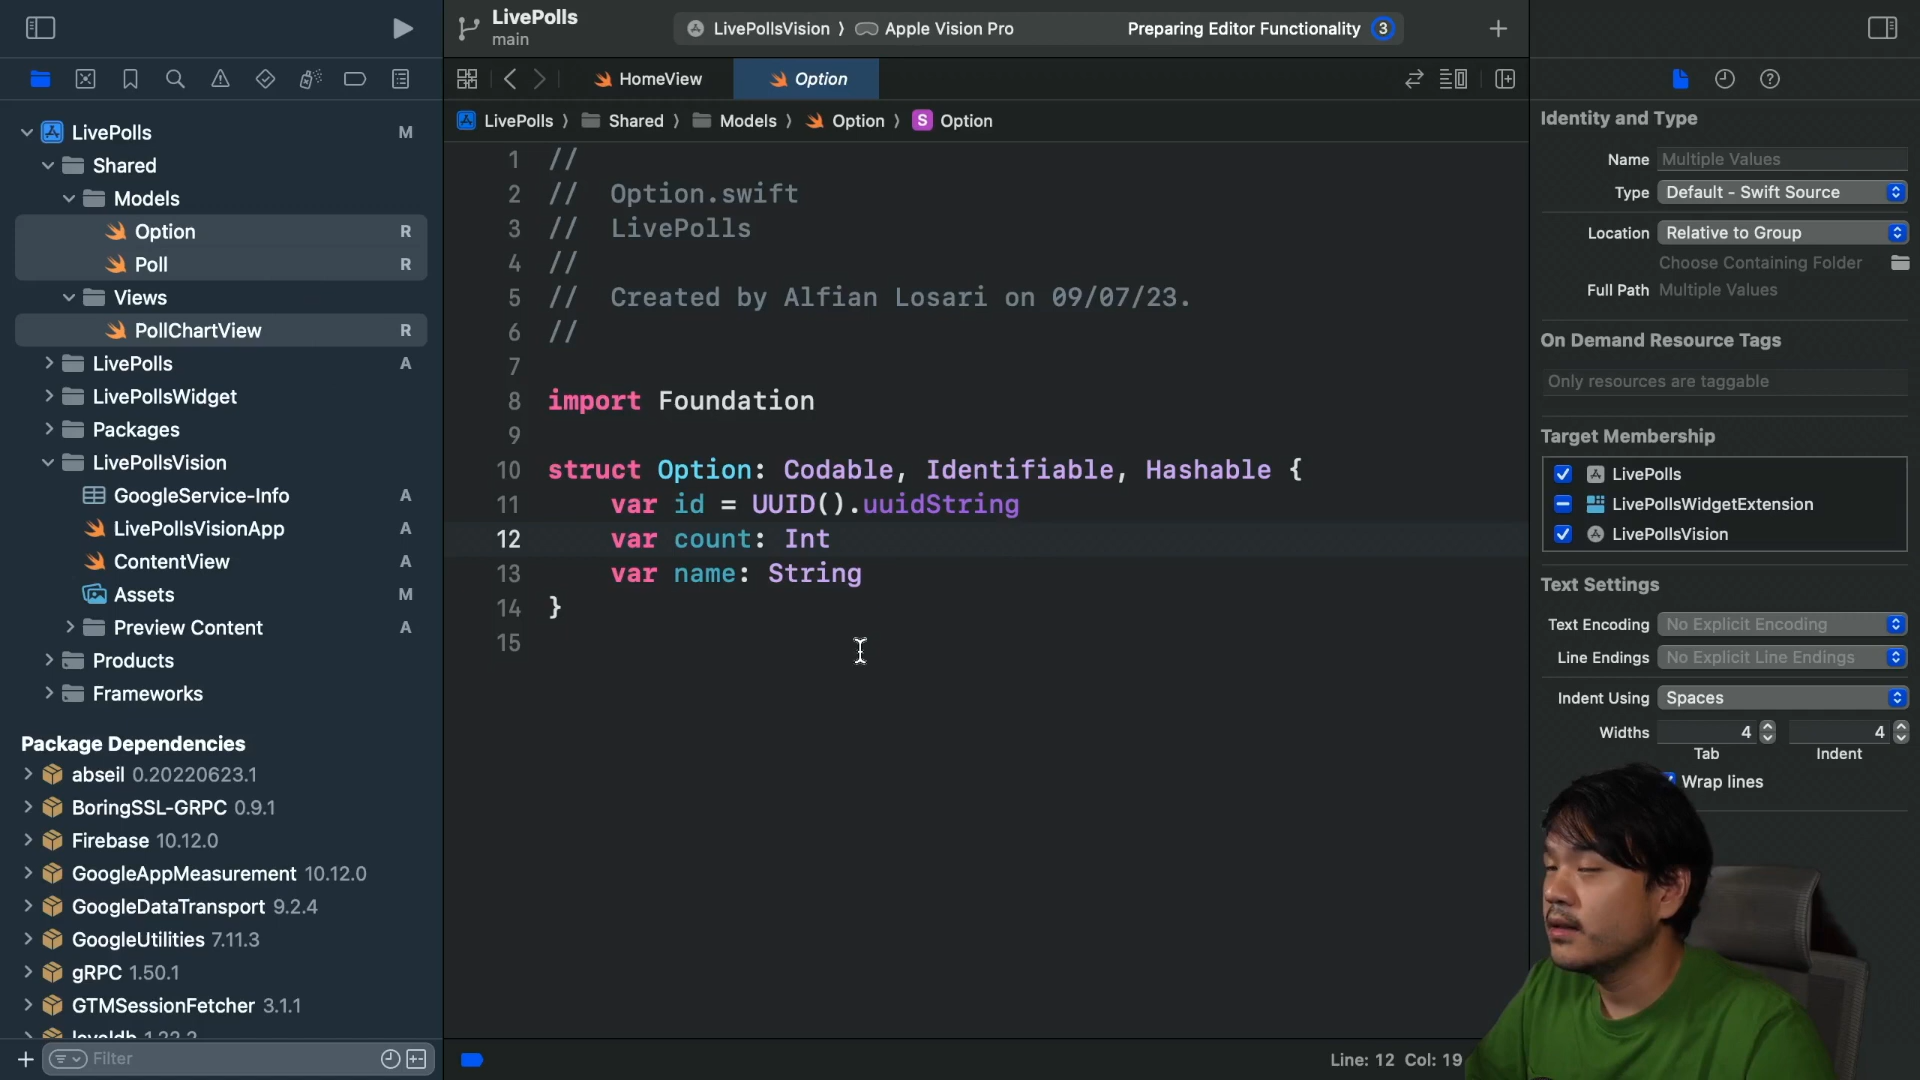 LivePolls
main
LivePollsVision
Apple Vision Pro
Preparing Editor Functionality
3
HomeView
Option
LivePolls
Shared
Models
Option
S
Option
LivePolls M
Shared
Models
Option R
Poll R
Views
PollChartView R
LivePolls A
LivePollsWidget
Packages
LivePollsVision
GoogleService-Info A
LivePollsVisionApp A
ContentView A
Assets M
Preview Content A
Products
Frameworks
Package Dependencies
abseil 0.20220623.1
BoringSSL-GRPC 0.9.1
Firebase 10.12.0
GoogleAppMeasurement 10.12.0
GoogleDataTransport 9.2.4
GoogleUtilities 7.11.3
gRPC 1.50.1
GTMSessionFetcher 3.1.1
Filter
1 //
2 // Option.swift
3 // LivePolls
4 //
5 // Created by Alfian Losari on 09/07/23.
6 //
7
8 import Foundation
9
10 struct Option: Codable, Identifiable, Hashable {
11 var id = UUID().uuidString
12 var count: Int
13 var name: String
14 }
15
Line: 12 Col: 19
Identity and Type
Name Multiple Values
Type Default - Swift Source
Location Relative to Group
Choose Containing Folder
Full Path Multiple Values
On Demand Resource Tags
Only resources are taggable
Target Membership
LivePolls
LivePollsWidgetExtension
LivePollsVision
Text Settings
Text Encoding No Explicit Encoding
Line Endings No Explicit Line Endings
Indent Using Spaces
Widths 4 4
Tab Indent
Wrap lines